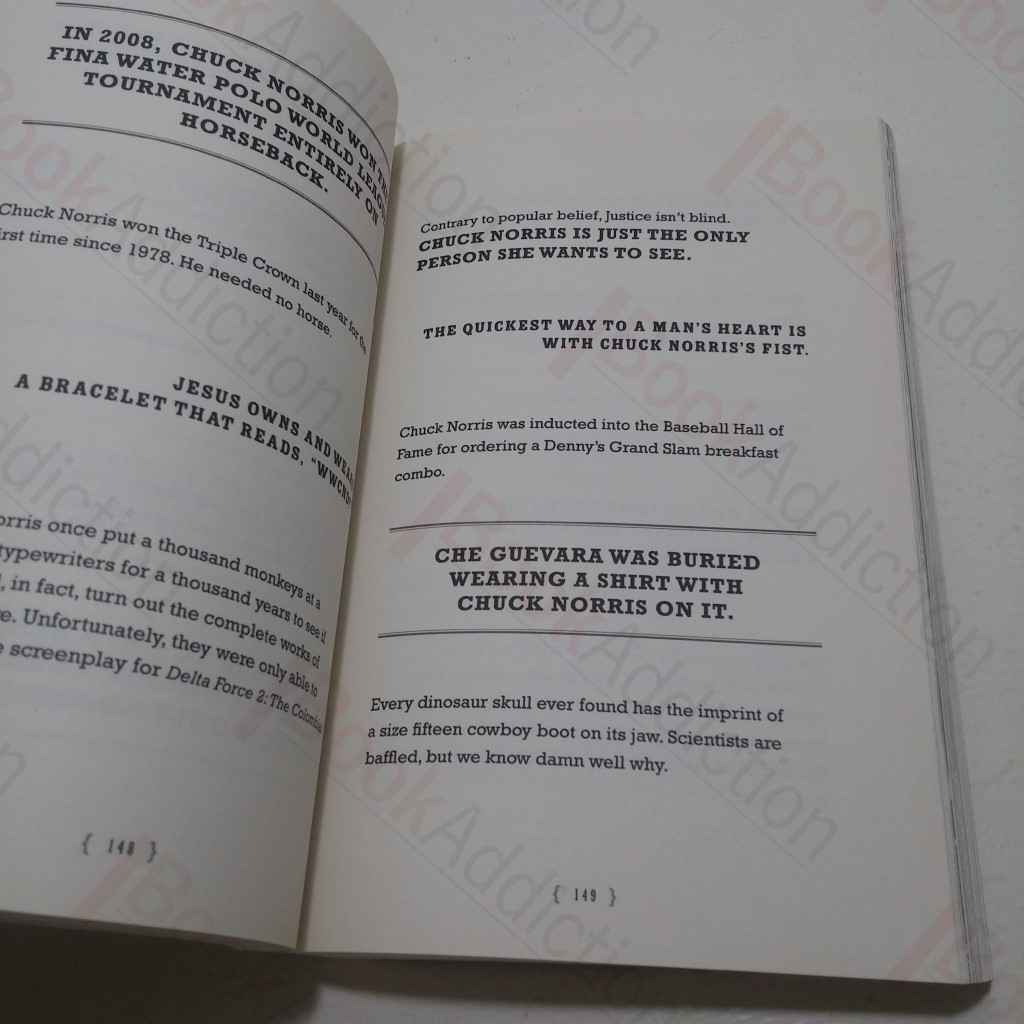 IN 2008, CHUCK NORRIS WON
FINA WATER POLO WORLD
TOURNAMENT ENTIRELY ON
HORSEBACK.
Chuck Norris won the Triple Crown last year for the
time since 1978. He needed no horse.
JESUS OWNS AND
A BRACELET THAT READS,
once put a thousand monkeys at a
typewriters for a thousand years to see if
, in fact, turn out the complete works of
Unfortunately, they were only able to
screenplay for Delta Force 2: The
{ 148 }
Contrary to popular belief, Justice isn't blind.
CHUCK NORRIS IS JUST THE ONLY
PERSON SHE WANTS TO SEE.
THE QUICKEST WAY TO A MAN'S HEART IS
WITH CHUCK NORRIS'S FIST.
Chuck Norris was inducted into the Baseball Hall of
Fame for ordering a Denny's Grand Slam breakfast
combo.
CHE GUEVARA WAS BURIED
WEARING A SHIRT WITH
CHUCK NORRIS ON IT.
Every dinosaur skull ever found has the imprint of
a size fifteen cowboy boot on its jaw. Scientists are
baffled, but we know damn well why.
{ 149 }
BookAddiction